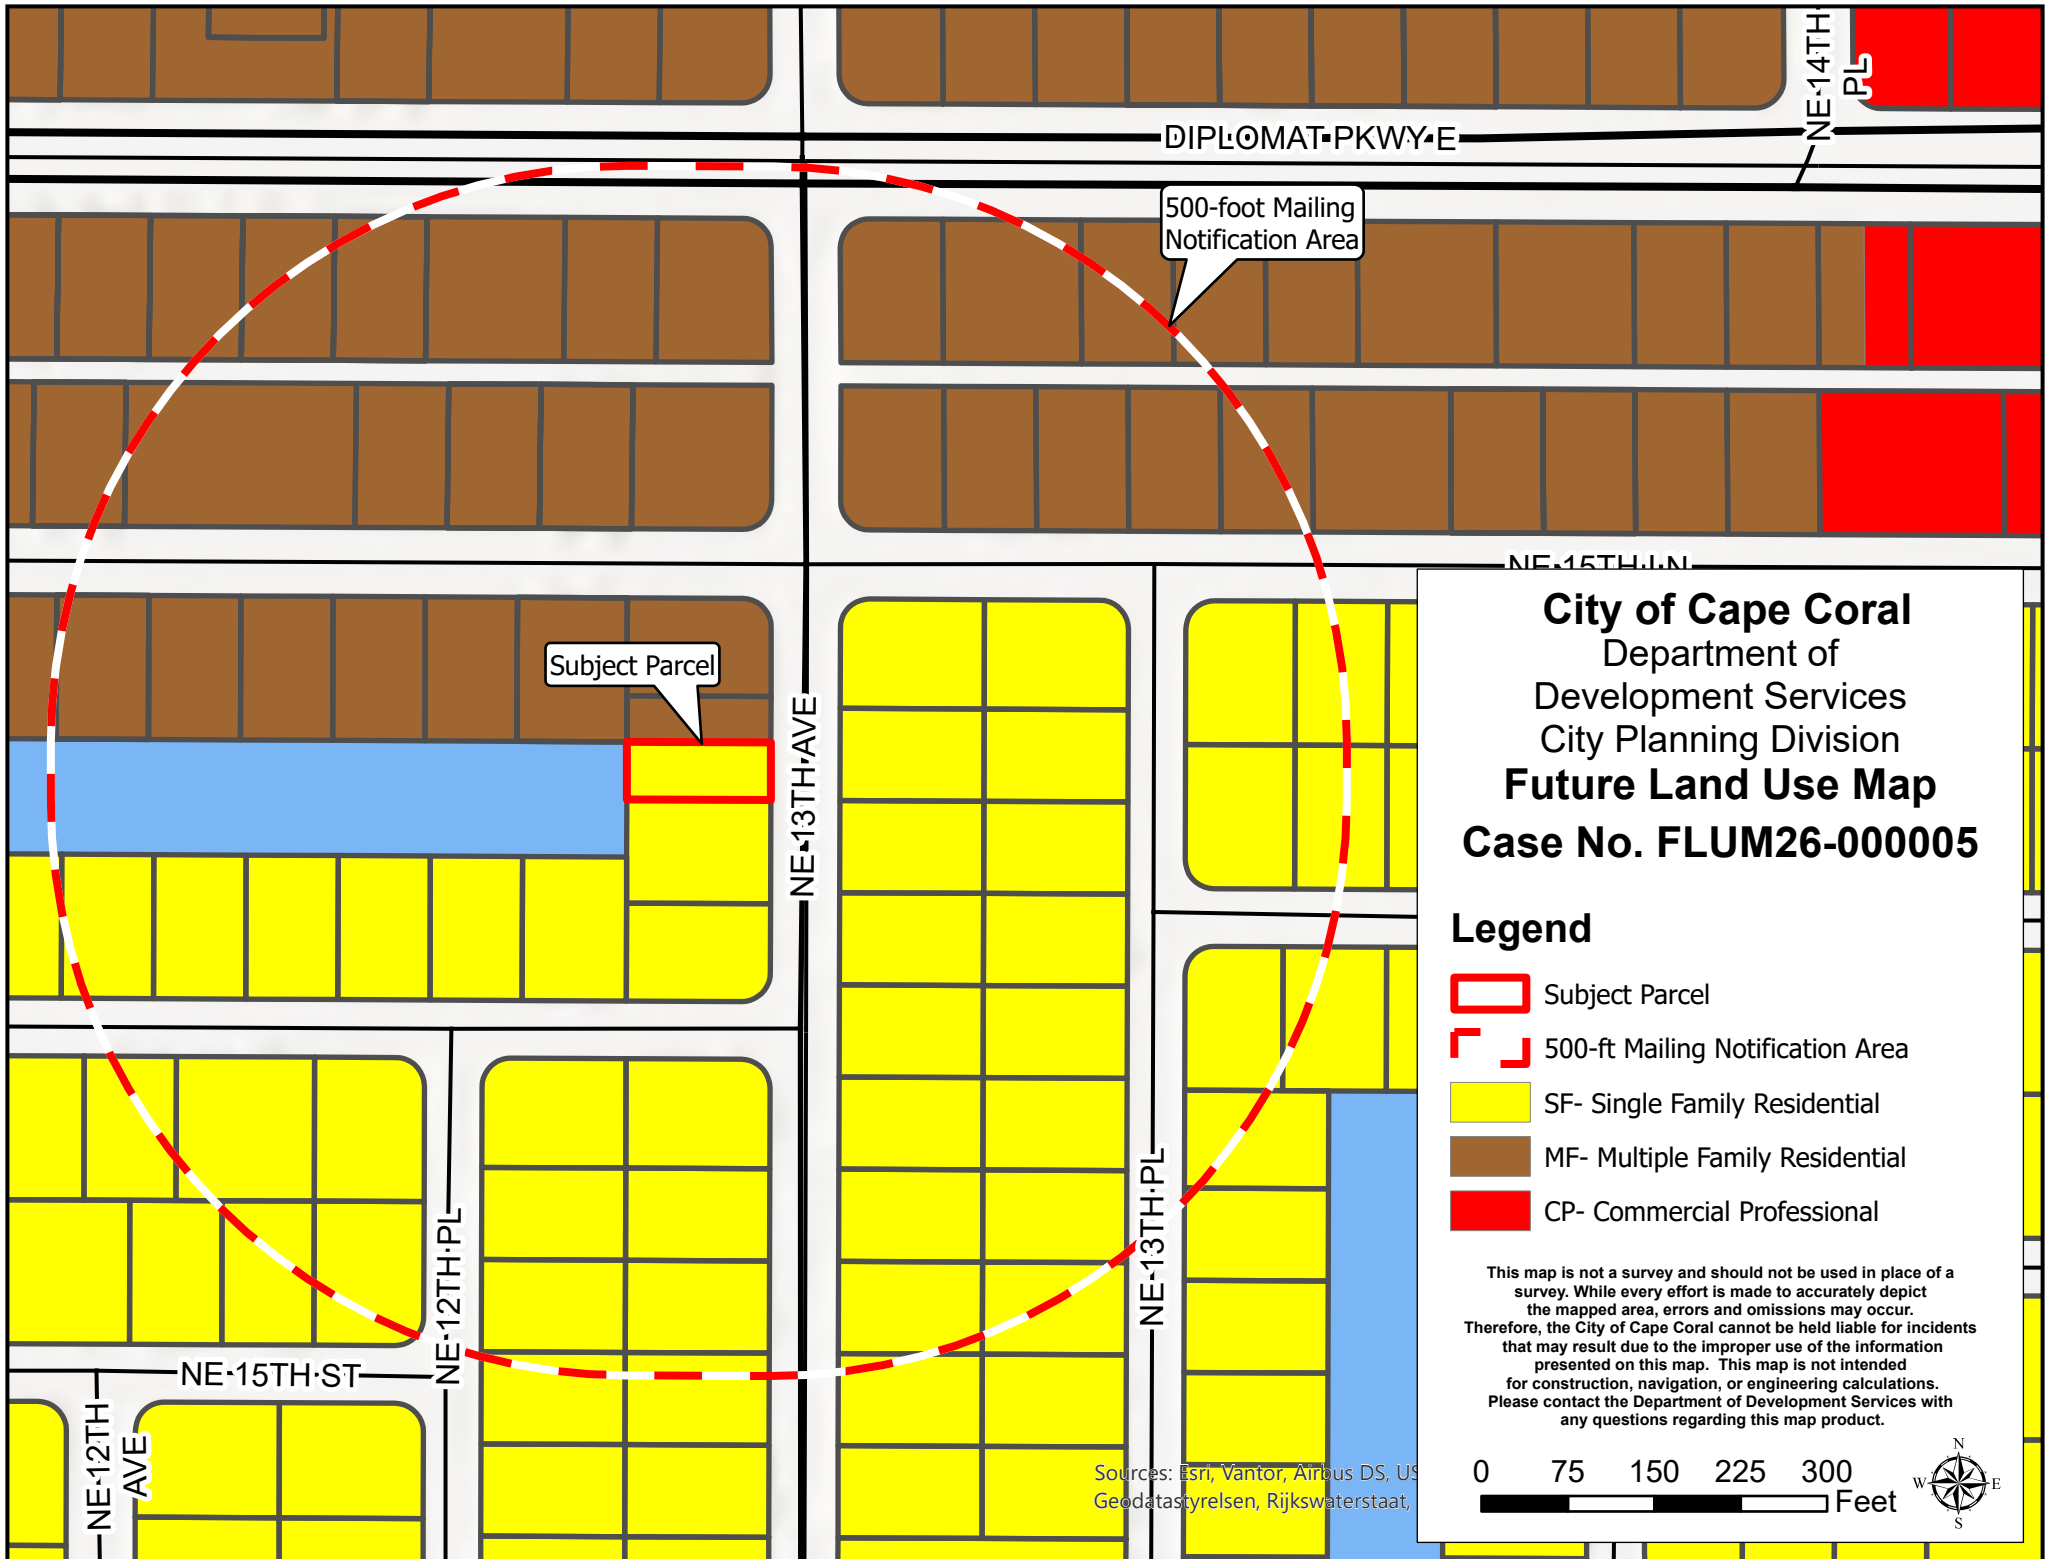 NE 14TH
PL
DIPLOMAT PKWY E
500-foot Mailing
Notification Area
NE 15TH LN
Subject Parcel
NE 13TH AVE
NE 12TH PL
NE 13TH PL
NE 15TH ST
NE 12TH
AVE
City of Cape Coral
Department of
Development Services
City Planning Division
Future Land Use Map
Case No. FLUM26-000005
Legend
Subject Parcel
500-ft Mailing Notification Area
SF- Single Family Residential
MF- Multiple Family Residential
CP- Commercial Professional
This map is not a survey and should not be used in place of a
survey. While every effort is made to accurately depict
the mapped area, errors and omissions may occur.
Therefore, the City of Cape Coral cannot be held liable for incidents
that may result due to the improper use of the information
presented on this map. This map is not intended
for construction, navigation, or engineering calculations.
Please contact the Department of Development Services with
any questions regarding this map product.
0 75 150 225 300
Feet
N
W E
S
Sources: Esri, Vantor, Airbus DS, US
Geodatastyrelsen, Rijkswaterstaat,